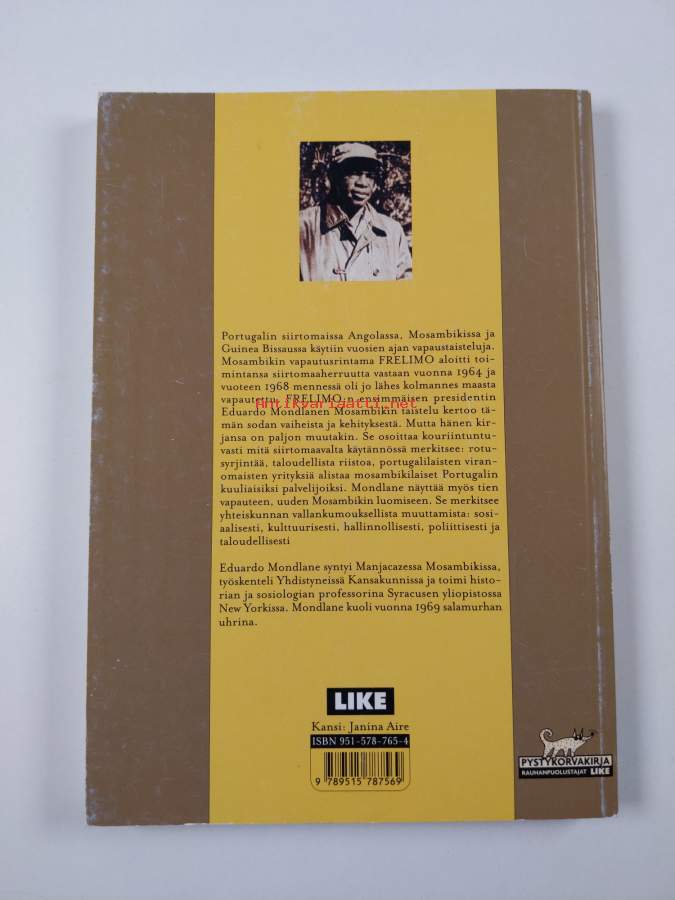 Portugalin siirtomaissa Angolassa, Mosambikissa ja
Guinea Bissaussa käytiin vuosien ajan vapaustaisteluja.
Mosambikin vapautusrintama FRELIMO aloitti toi-
mintansa siirtomaaherruutta vastaan vuonna 1964 ja
vuoteen 1968 mennessä oli jo lähes kolmannes maasta
Antikvariaatti.net
vapautettu. FRELIMO:n ensimmäisen presidentin
Eduardo Mondlanen Mosambikin taistelu kertoo tä-
män sodan vaiheista ja kehityksestä. Mutta hänen kir-
jansa on paljon muutakin. Se osoittaa kouriintuntu-
vasti mitä siirtomaavalta käytännössä merkitsee: rotu-
syrjintää, taloudellista riistoa, portugalilaisten viran-
omaisten yrityksiä alistaa mosambikilaiset Portugalin
kuuliaisiksi palvelijoiksi. Mondlane näyttää myös tien
vapauteen, uuden Mosambikin luomiseen. Se merkitsee
yhteiskunnan vallankumouksellista muuttamista: sosi-
aalisesti, kulttuurisesti, hallinnollisesti, poliittisesti ja
taloudellisesti
Eduardo Mondlane syntyi Manjacazessa Mosambikissa,
työskenteli Yhdistyneissä Kansakunnissa ja toimi histo-
rian ja sosiologian professorina Syracusen yliopistossa
New Yorkissa. Mondlane kuoli vuonna 1969 salamurhan
uhrina.
LIKE
Kansi: Janina Aire
ISBN 951-578-765-4
9 789515 787569
PYSTYKORVAKIRJA
RAUHANPUOLUSTAJAT LIKE